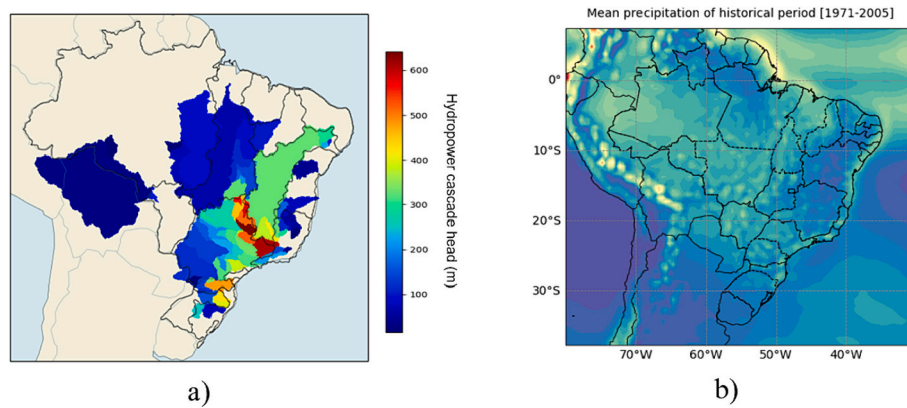 Mean precipitation of historical period [1971-2005]
600
500
400
300
200
100
Hydropower cascade head (m)
0°
10°S
20°S
30°S
70°W 60°W 50°W 40°W
a) b)